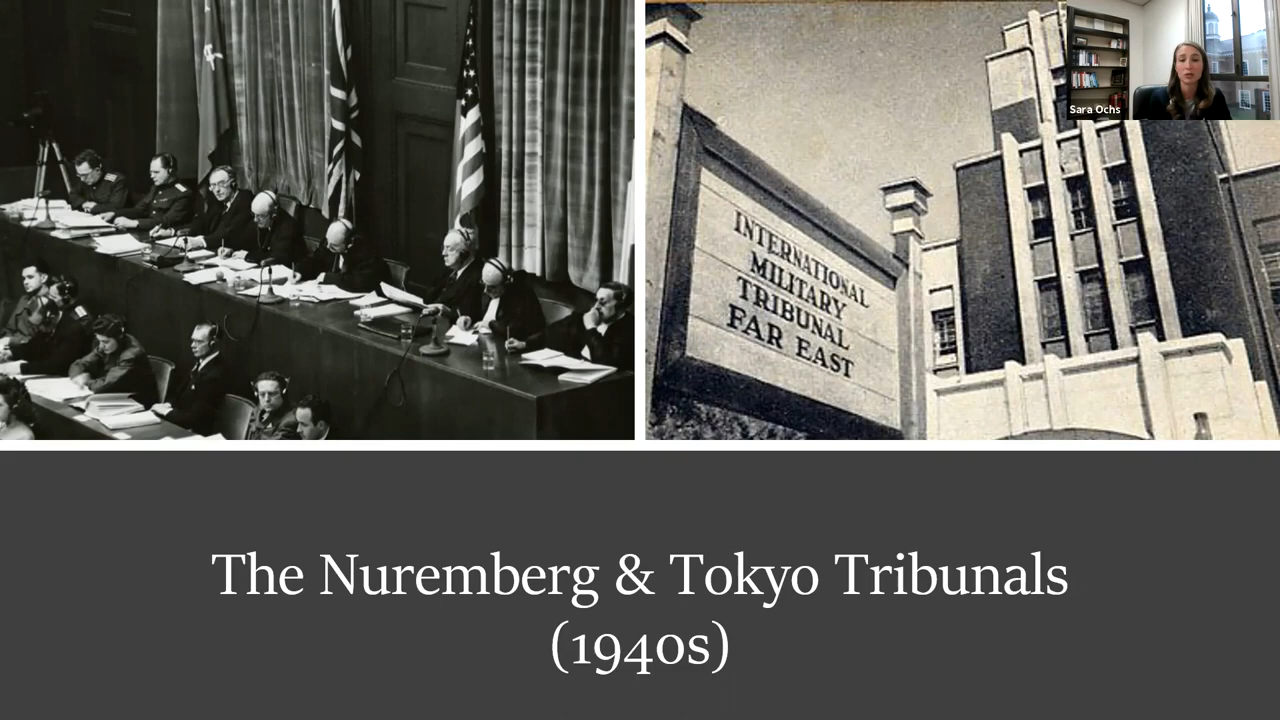 Sara Ochs
INTERNATIONAL
MILITARY
TRIBUNAL
FAR EAST
The Nuremberg & Tokyo Tribunals
(1940s)